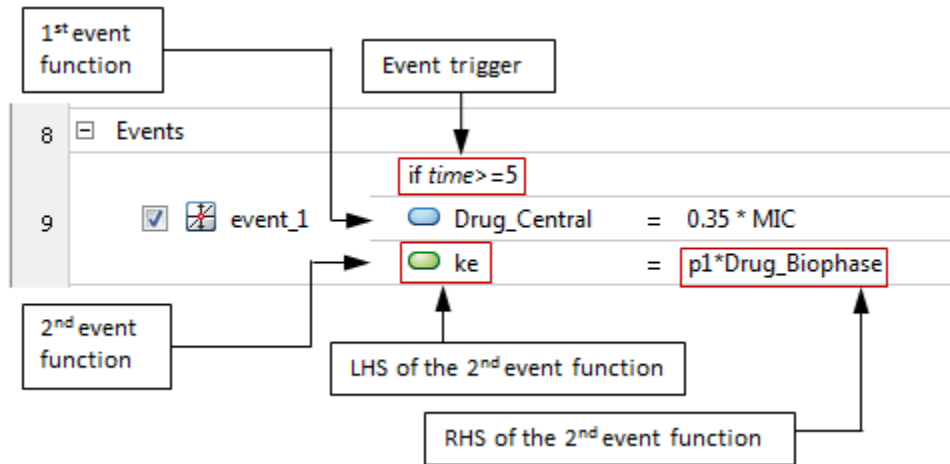 1st event
function
Event trigger
8 Events
if time>=5
9 event_1 Drug_Central = 0.35 * MIC
ke = p1*Drug_Biophase
2nd event
function
LHS of the 2nd event function
RHS of the 2nd event function